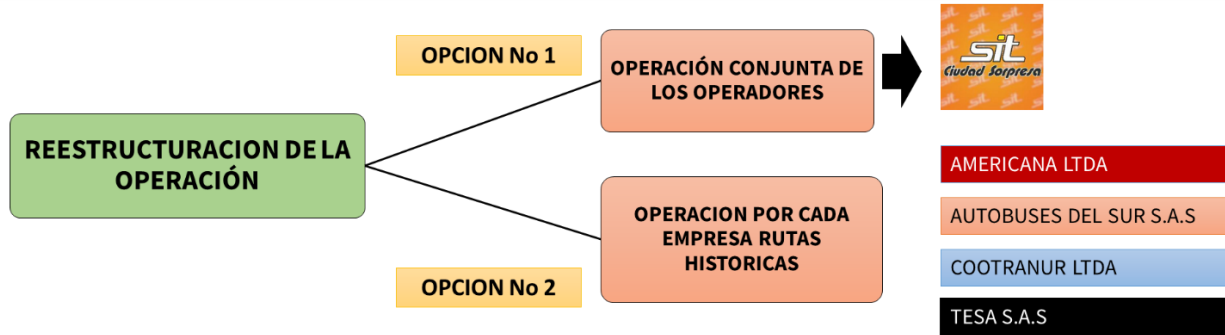 OPCION No 1
OPERACIÓN CONJUNTA DE
LOS OPERADORES
sit
Ciudad Sorpresa
REESTRUCTURACION DE LA
OPERACIÓN
AMERICANA LTDA
OPERACION POR CADA
EMPRESA RUTAS
HISTORICAS
AUTOBUSES DEL SUR S.A.S
COOTRANUR LTDA
OPCION No 2
TESA S.A.S